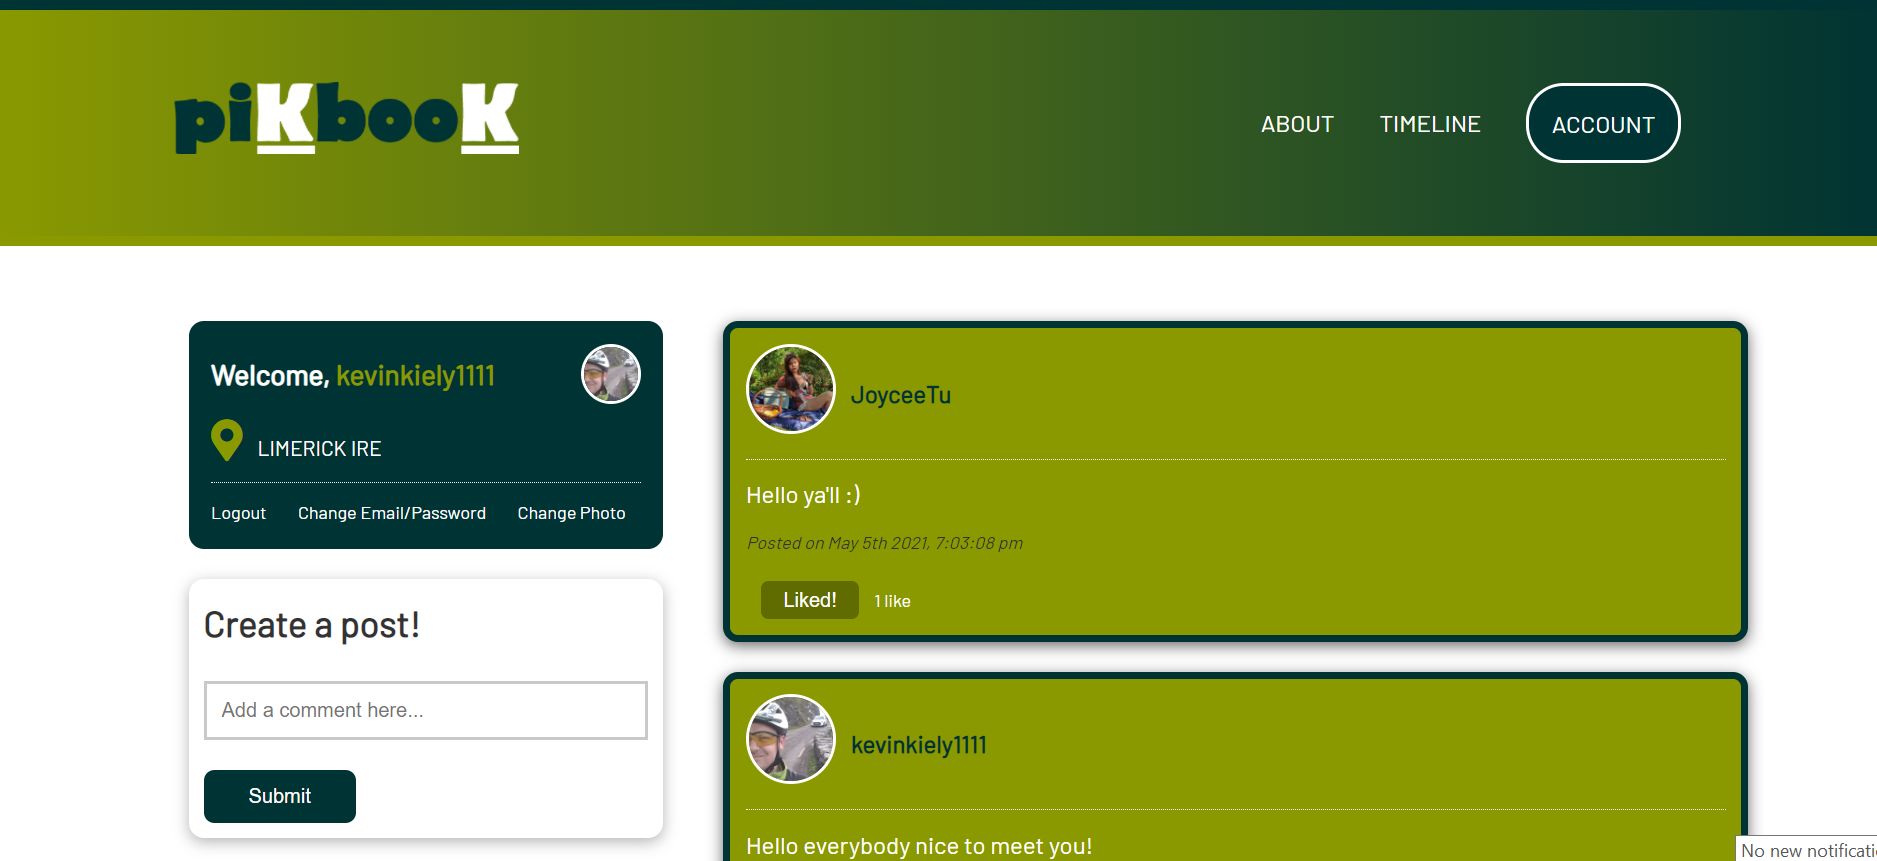 piKbooK
ABOUT TIMELINE ACCOUNT
Welcome, kevinkiely1111
LIMERICK IRE
Logout Change Email/Password Change Photo
Create a post!
Add a comment here...
Submit
JoyceeTu
Hello ya'll :)
Posted on May 5th 2021, 7:03:08 pm
Liked! 1 like
kevinkiely1111
Hello everybody nice to meet you!
No new notificati